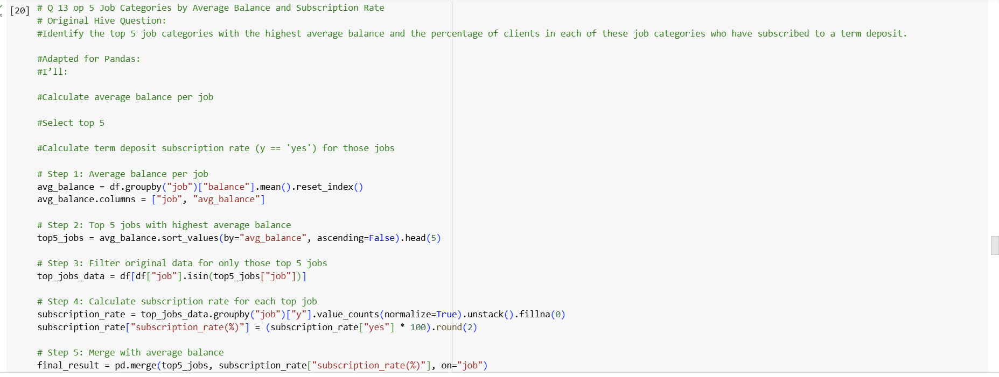 [20]
# Q 13 op 5 Job Categories by Average Balance and Subscription Rate
# Original Hive Question:
#Identify the top 5 job categories with the highest average balance and the percentage of clients in each of these job categories who have subscribed to a term deposit.
#Adapted for Pandas:
#I’ll:
#Calculate average balance per job
#Select top 5
#Calculate term deposit subscription rate (y == 'yes') for those jobs
# Step 1: Average balance per job
avg_balance = df.groupby("job")["balance"].mean().reset_index()
avg_balance.columns = ["job", "avg_balance"]
# Step 2: Top 5 jobs with highest average balance
top5_jobs = avg_balance.sort_values(by="avg_balance", ascending=False).head(5)
# Step 3: Filter original data for only those top 5 jobs
top_jobs_data = df[df["job"].isin(top5_jobs["job"])]
# Step 4: Calculate subscription rate for each top job
subscription_rate = top_jobs_data.groupby("job")["y"].value_counts(normalize=True).unstack().fillna(0)
subscription_rate["subscription_rate(%)"] = (subscription_rate["yes"] * 100).round(2)
# Step 5: Merge with average balance
final_result = pd.merge(top5_jobs, subscription_rate["subscription_rate(%)"], on="job")